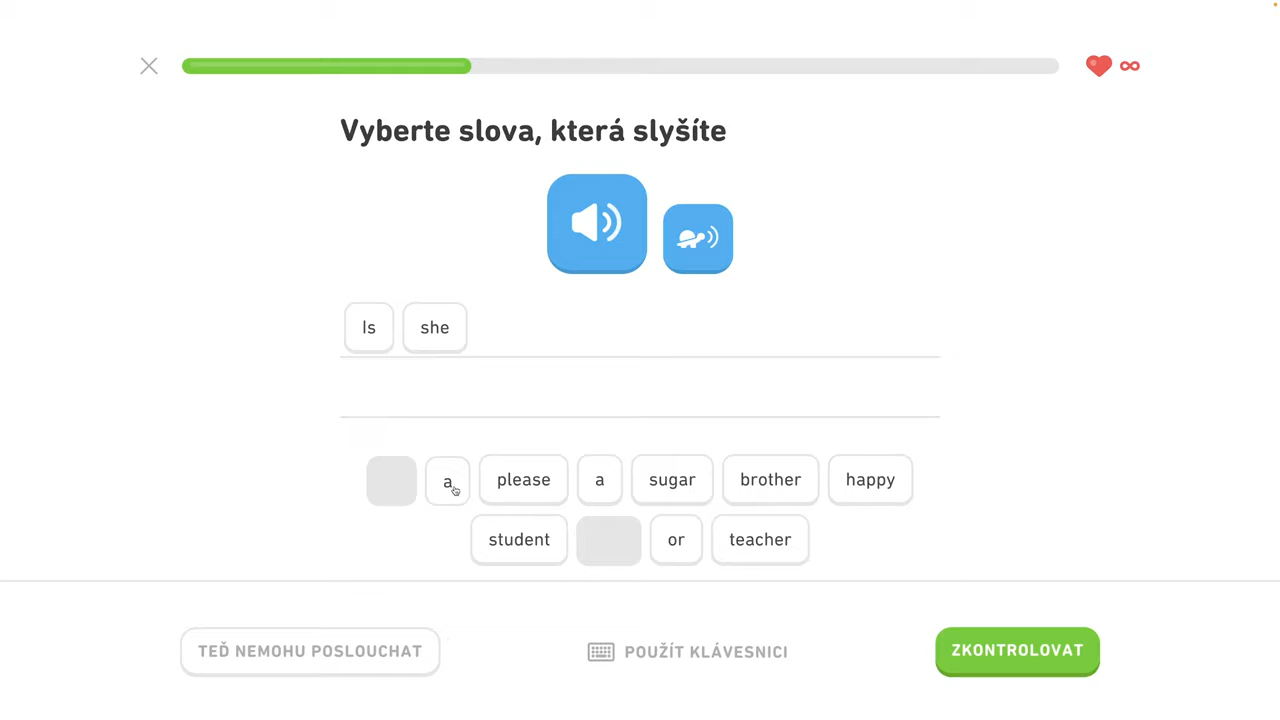 Vyberte slova, která slyšíte
Is she
a please a sugar brother happy
student or teacher
TEĎ NEMOHU POSLOUCHAT POUŽÍT KLÁVESNICI ZKONTROLOVAT